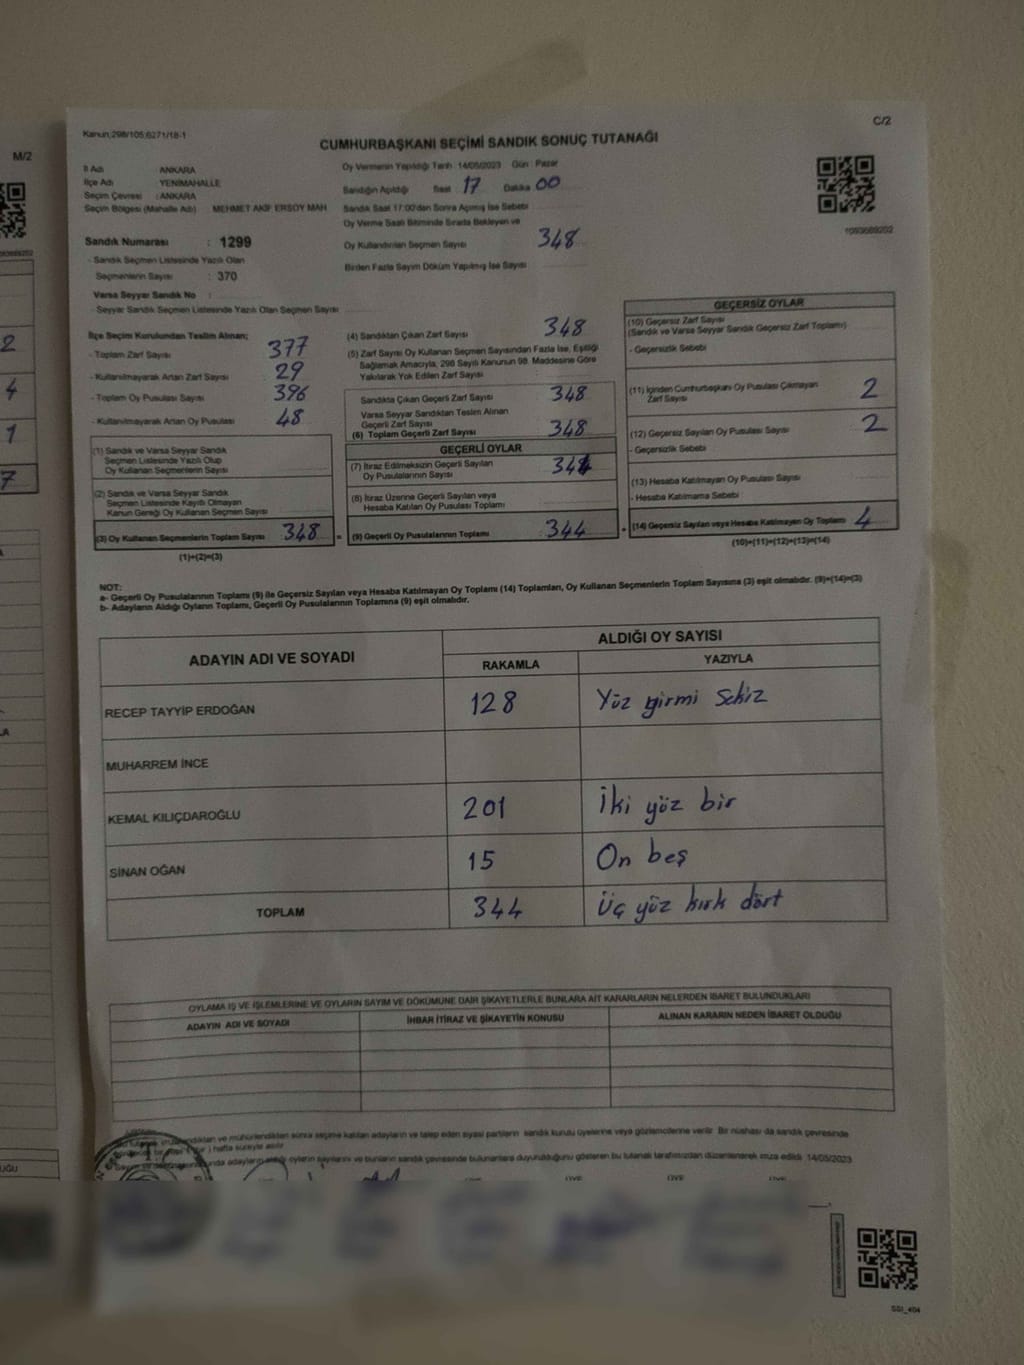 Kanun:298/105;6271/18-1
C/2
M/2
CUMHURBAŞKANI SEÇİMİ SANDIK SONUÇ TUTANAĞI
İl Adı ANKARA
İlçe Adı : YENİMAHALLE
Seçim Çevresi : ANKARA
Seçim Bölgesi (Mahalle Adı) MEHMET AKİF ERSOY MAH
Sandık Numarası : 1299
- Sandık Seçmen Listesinde Yazılı Olan
Seçmenlerin Sayısı : 370
Varsa Seyyar Sandık No :
- Seyyar Sandık Seçmen Listesinde Yazılı Olan Seçmen Sayısı
Oy Vermenin Yapıldığı Tarih :14/05/2023 Gün : Pazar
Sandığın Açıldığı Saat 17 Dakika 00
Sandık Saat 17:00'dan Sonra Açılmış İse Sebebi
Oy Verme Saati Bitiminde Sırada Bekleyen ve
Oy Kullandırılan Seçmen Sayısı 348
Birden Fazla Sayım Döküm Yapılmış İse Sayısı
1093689202
İlçe Seçim Kurulundan Teslim Alınan;
- Toplam Zarf Sayısı 377
- Kullanılmayarak Artan Zarf Sayısı 29
- Toplam Oy Pusulası Sayısı 396
- Kullanılmayarak Artan Oy Pusulası 48
(1) Sandık ve Varsa Seyyar Sandık
Seçmen Listesinde Yazılı Olup
Oy Kullanan Seçmenlerin Sayısı
(2) Sandık ve Varsa Seyyar Sandık
Seçmen Listesinde Kayıtlı Olmayan
Kanun Gereği Oy Kullanan Seçmen Sayısı
(3) Oy Kullanan Seçmenlerin Toplam Sayısı 348 =
(1)+(2)=(3)
(4) Sandıktan Çıkan Zarf Sayısı 348
(5) Zarf Sayısı Oy Kullanan Seçmen Sayısından Fazla İse, Eşitliği
Sağlamak Amacıyla, 298 Sayılı Kanunun 98. Maddesine Göre
Yakılarak Yok Edilen Zarf Sayısı
Sandıkta Çıkan Geçerli Zarf Sayısı 348
Varsa Seyyar Sandıktan Teslim Alınan
Geçerli Zarf Sayısı
(6) Toplam Geçerli Zarf Sayısı 348
GEÇERLİ OYLAR
(7) İtiraz Edilmeksizin Geçerli Sayılan
Oy Pusulalarının Sayısı 344
(8) İtiraz Üzerine Geçerli Sayılan veya
Hesaba Katılan Oy Pusulası Toplamı
(9) Geçerli Oy Pusulalarının Toplamı 344 +
GEÇERSİZ OYLAR
(10) Geçersiz Zarf Sayısı
(Sandık ve Varsa Seyyar Sandık Geçersiz Zarf Toplamı)
- Geçersizlik Sebebi
(11) İçinden Cumhurbaşkanı Oy Pusulası Çıkmayan
Zarf Sayısı 2
(12) Geçersiz Sayılan Oy Pusulası Sayısı 2
- Geçersizlik Sebebi
(13) Hesaba Katılmayan Oy Pusulası Sayısı
- Hesaba Katılmama Sebebi
(14) Geçersiz Sayılan veya Hesaba Katılmayan Oy Toplamı 4
(10)+(11)+(12)+(13)=(14)
NOT:
a- Geçerli Oy Pusulalarının Toplamı (9) ile Geçersiz Sayılan veya Hesaba Katılmayan Oy Toplamı (14) Toplamları, Oy Kullanan Seçmenlerin Toplam Sayısına (3) eşit olmalıdır. (9)+(14)=(3)
b- Adayların Aldığı Oyların Toplamı, Geçerli Oy Pusulalarının Toplamına (9) eşit olmalıdır.
ADAYIN ADI VE SOYADI ALDIĞI OY SAYISI
RAKAMLA YAZIYLA
RECEP TAYYİP ERDOĞAN 128 Yüz yirmi Sekiz
MUHARREM İNCE
KEMAL KILIÇDAROĞLU 201 İki yüz bir
SİNAN OĞAN 15 On beş
TOPLAM 344 Üç yüz kırk dört
OYLAMA İŞ VE İŞLEMLERİNE VE OYLARIN SAYIM VE DÖKÜMÜNE DAİR ŞİKAYETLERLE BUNLARA AİT KARARLARIN NELERDEN İBARET BULUNDUKLARI
ADAYIN ADI VE SOYADI İHBAR İTİRAZ VE ŞİKAYETİN KONUSU ALINAN KARARIN NEDEN İBARET OLDUĞU
mühürlendikten sonra seçime katılan adayların ve talep eden siyasi partilerin sandık kurulu üyelerine veya gözlemcilerine verilir. Bir nüshası da sandık çevresinde
hafta süreyle asılır
adayların aldığı oyların sayılarını ve bunların sandık çevresinde bulunanlara duyurulduğunu gösteren bu tutanak tarafımızdan düzenlenerek imza edildi. 14/05/2023
SSI_404
2
4
1
7